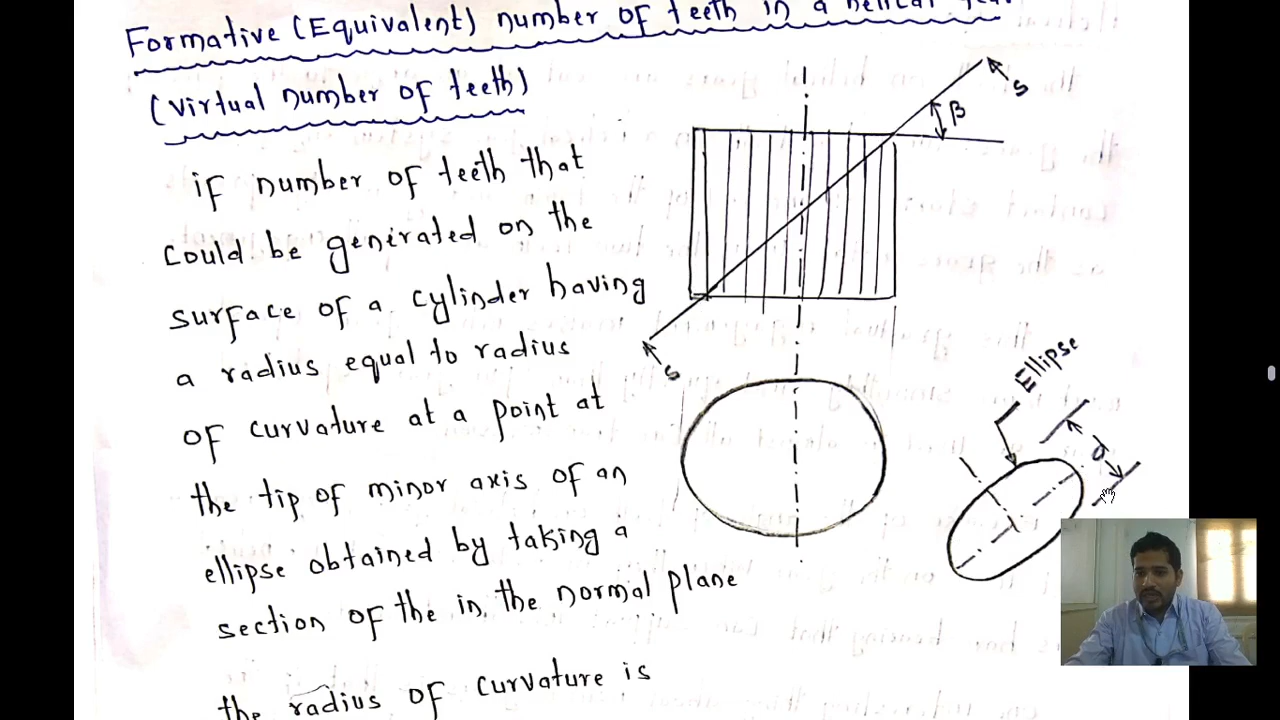 Formative (Equivalent) number of teeth in a helical
(Virtual number of teeth)
if number of teeth that
could be generated on the
surface of a cylinder having
a radius equal to radius
of curvature at a point at
the tip of minor axis of an
ellipse obtained by taking a
section of the in the normal plane
the radius of curvature is
S
β
S
Ellipse
d